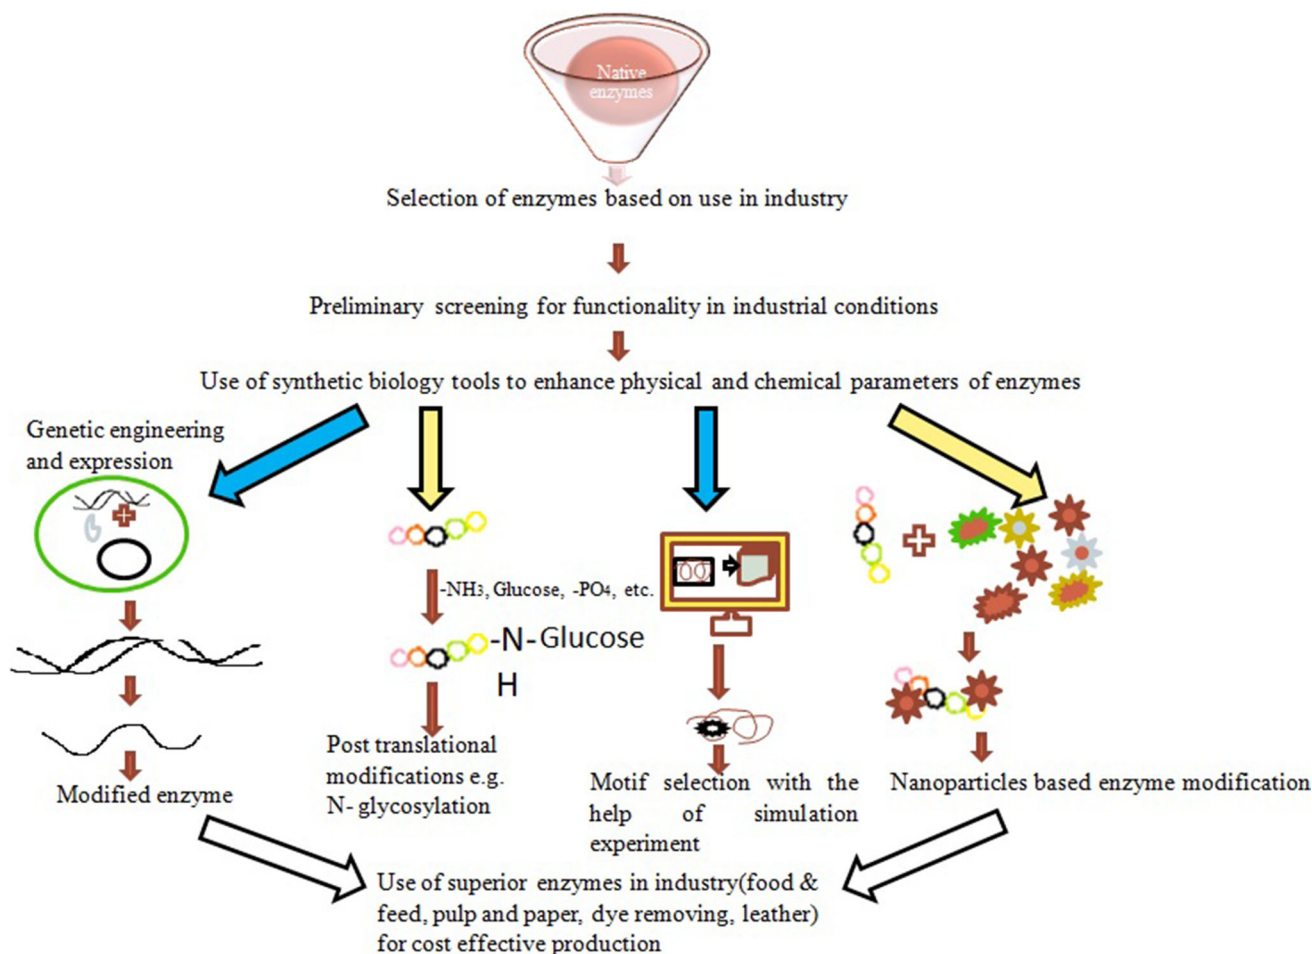 Native
enzymes
Selection of enzymes based on use in industry
Preliminary screening for functionality in industrial conditions
Use of synthetic biology tools to enhance physical and chemical parameters of enzymes
Genetic engineering
and expression
Modified enzyme
-NH3, Glucose, -PO4, etc.
-N-Glucose
H
Post translational
modifications e.g.
N- glycosylation
Motif selection with the
help of simulation
experiment
Nanoparticles based enzyme modification
Use of superior enzymes in industry(food &
feed, pulp and paper, dye removing, leather)
for cost effective production